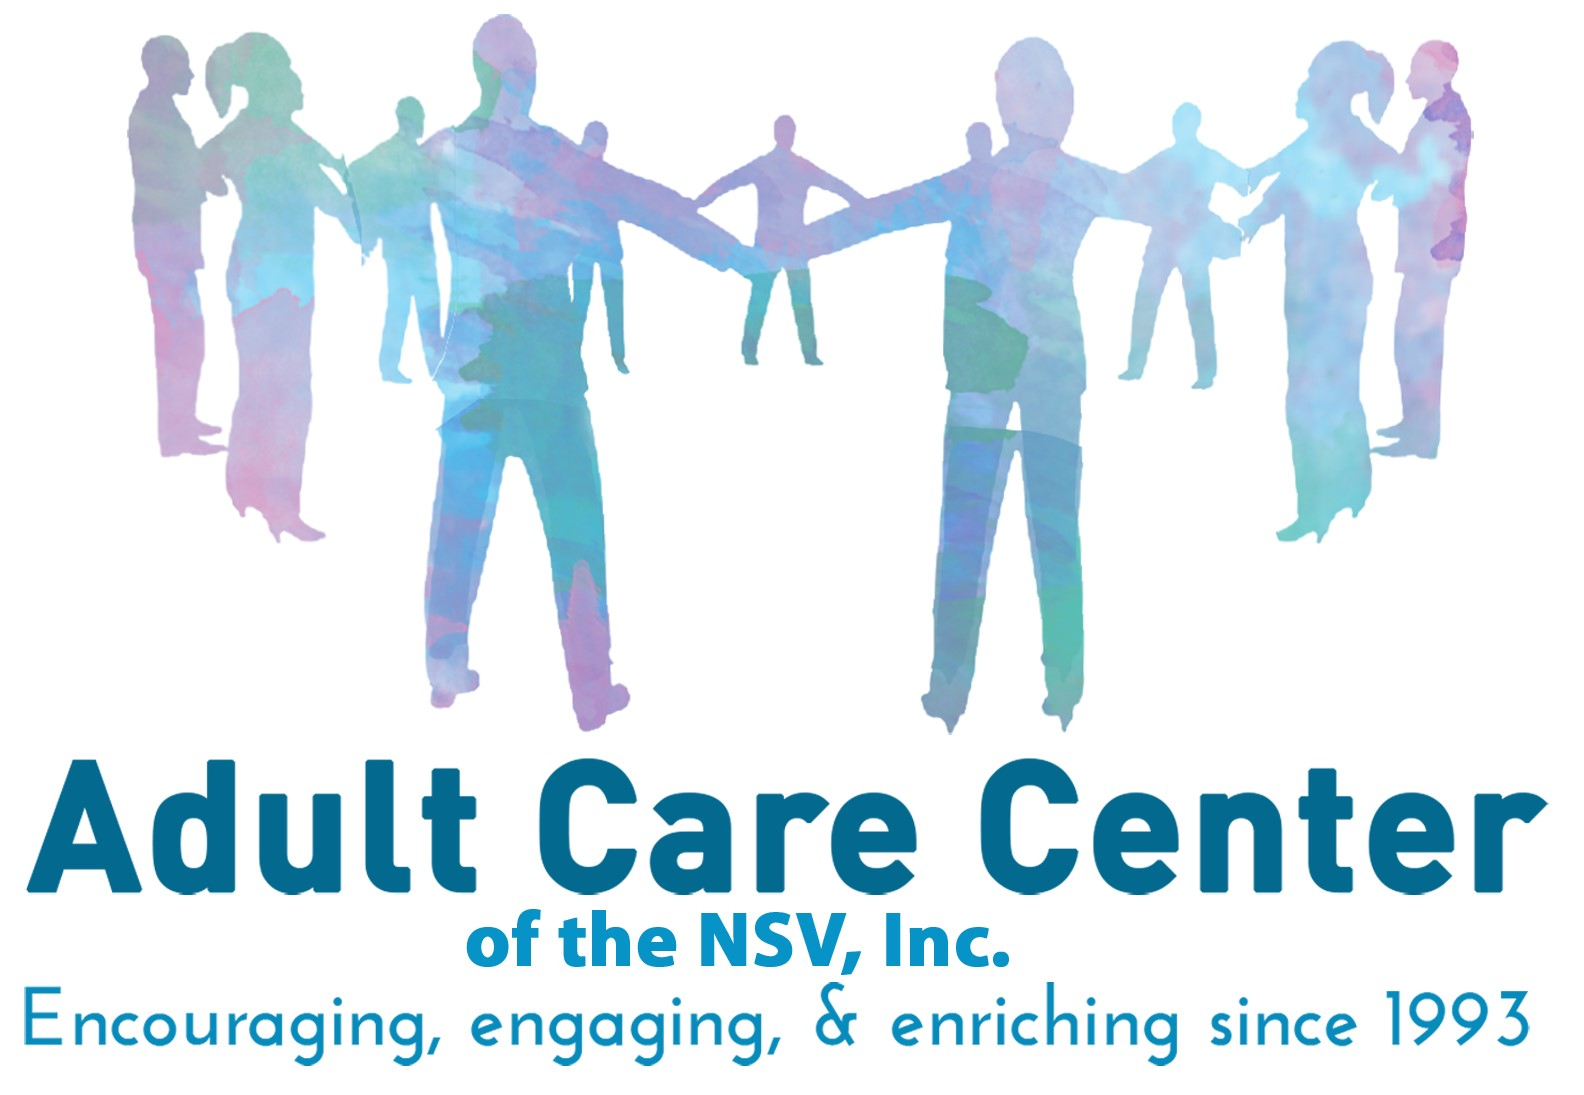 Adult Care Center
of the NSV, Inc.
Encouraging, engaging, & enriching since 1993